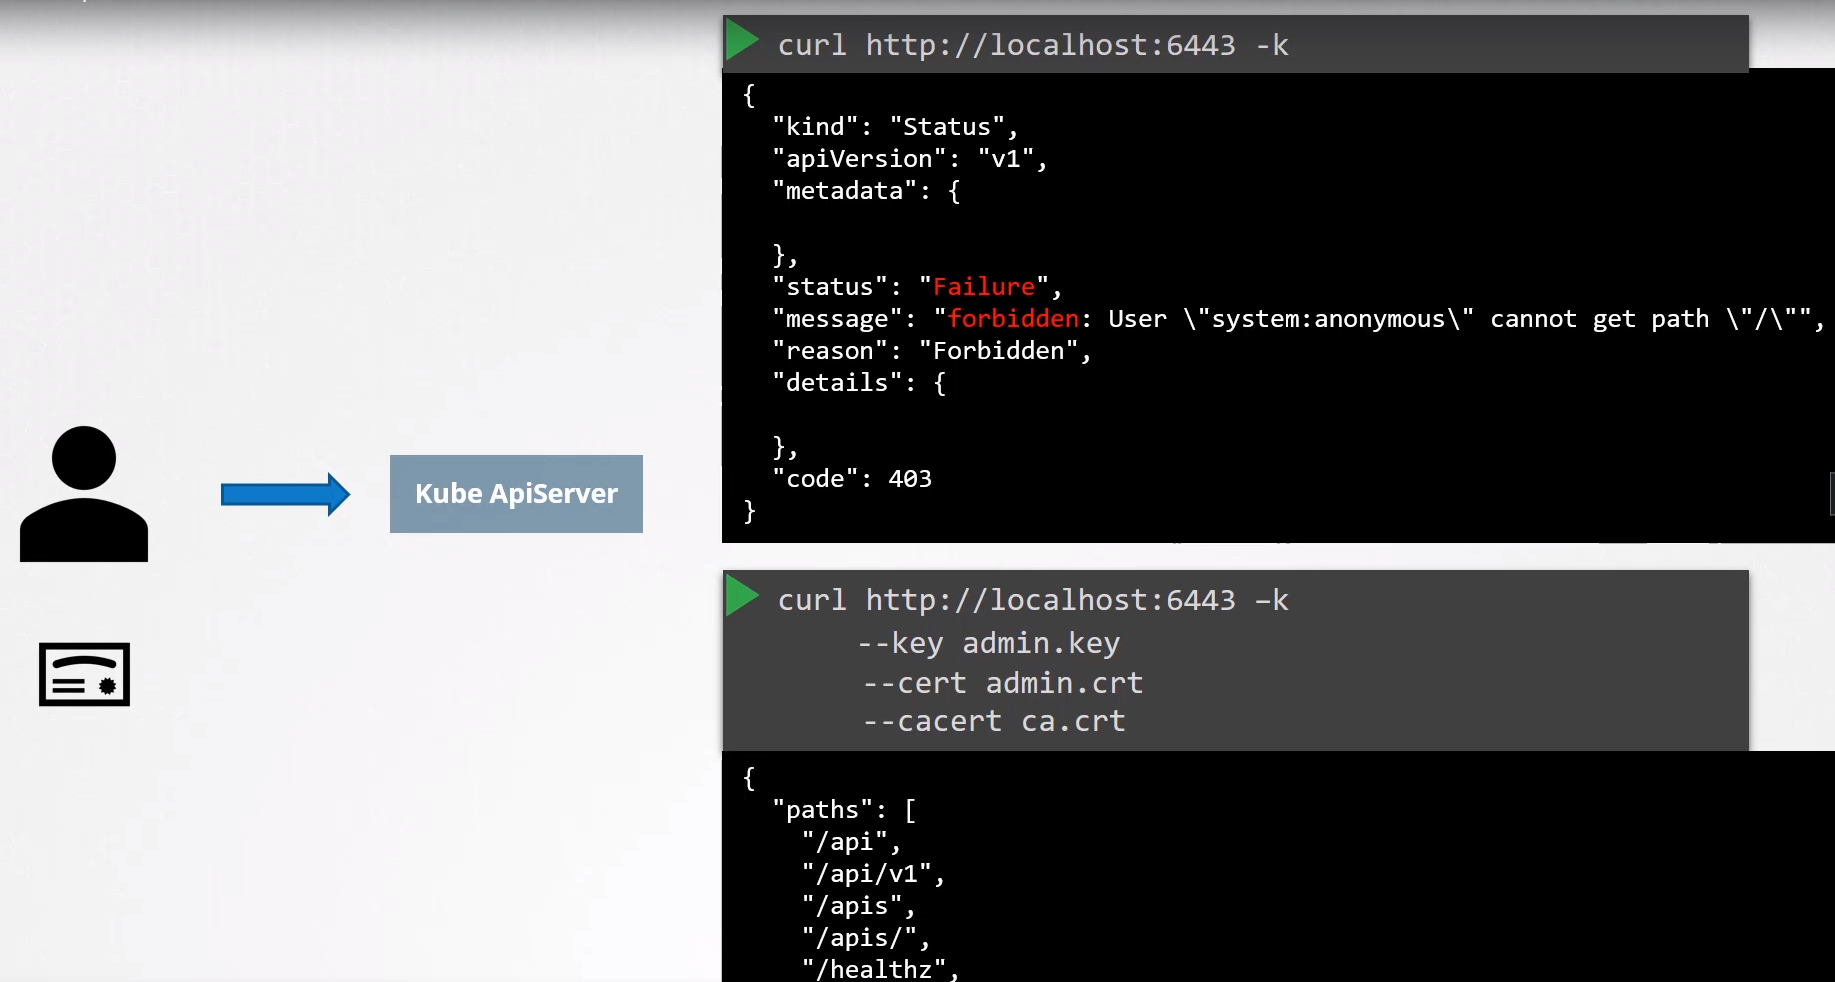 curl http://localhost:6443 -k
{
  "kind": "Status",
  "apiVersion": "v1",
  "metadata": {

  },
  "status": "Failure",
  "message": "forbidden: User \"system:anonymous\" cannot get path \"/\"",
  "reason": "Forbidden",
  "details": {

  },
  "code": 403
}
Kube ApiServer
curl http://localhost:6443 –k
--key admin.key
--cert admin.crt
--cacert ca.crt
{
  "paths": [
    "/api",
    "/api/v1",
    "/apis",
    "/apis/",
    "/healthz",